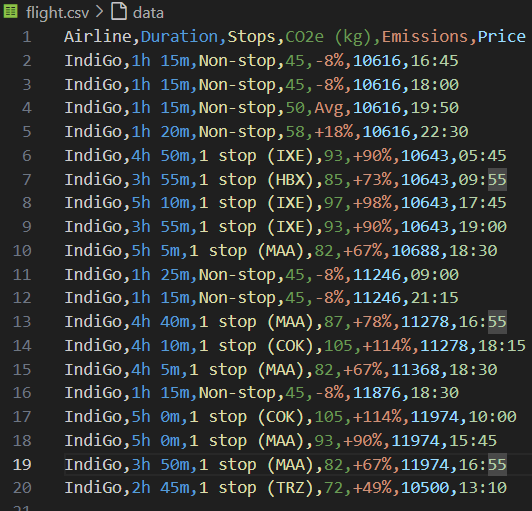 flight.csv > data
1 Airline,Duration,Stops,CO2e (kg),Emissions,Price
2 IndiGo,1h 15m,Non-stop,45,-8%,10616,16:45
3 IndiGo,1h 15m,Non-stop,45,-8%,10616,18:00
4 IndiGo,1h 15m,Non-stop,50,Avg,10616,19:50
5 IndiGo,1h 20m,Non-stop,58,+18%,10616,22:30
6 IndiGo,4h 50m,1 stop (IXE),93,+90%,10643,05:45
7 IndiGo,3h 55m,1 stop (HBX),85,+73%,10643,09:55
8 IndiGo,5h 10m,1 stop (IXE),97,+98%,10643,17:45
9 IndiGo,3h 55m,1 stop (IXE),93,+90%,10643,19:00
10 IndiGo,5h 5m,1 stop (MAA),82,+67%,10688,18:30
11 IndiGo,1h 25m,Non-stop,45,-8%,11246,09:00
12 IndiGo,1h 15m,Non-stop,45,-8%,11246,21:15
13 IndiGo,4h 40m,1 stop (MAA),87,+78%,11278,16:55
14 IndiGo,4h 10m,1 stop (COK),105,+114%,11278,18:15
15 IndiGo,4h 5m,1 stop (MAA),82,+67%,11368,18:30
16 IndiGo,1h 15m,Non-stop,45,-8%,11876,18:30
17 IndiGo,5h 0m,1 stop (COK),105,+114%,11974,10:00
18 IndiGo,5h 0m,1 stop (MAA),93,+90%,11974,15:45
19 IndiGo,3h 50m,1 stop (MAA),82,+67%,11974,16:55
20 IndiGo,2h 45m,1 stop (TRZ),72,+49%,10500,13:10